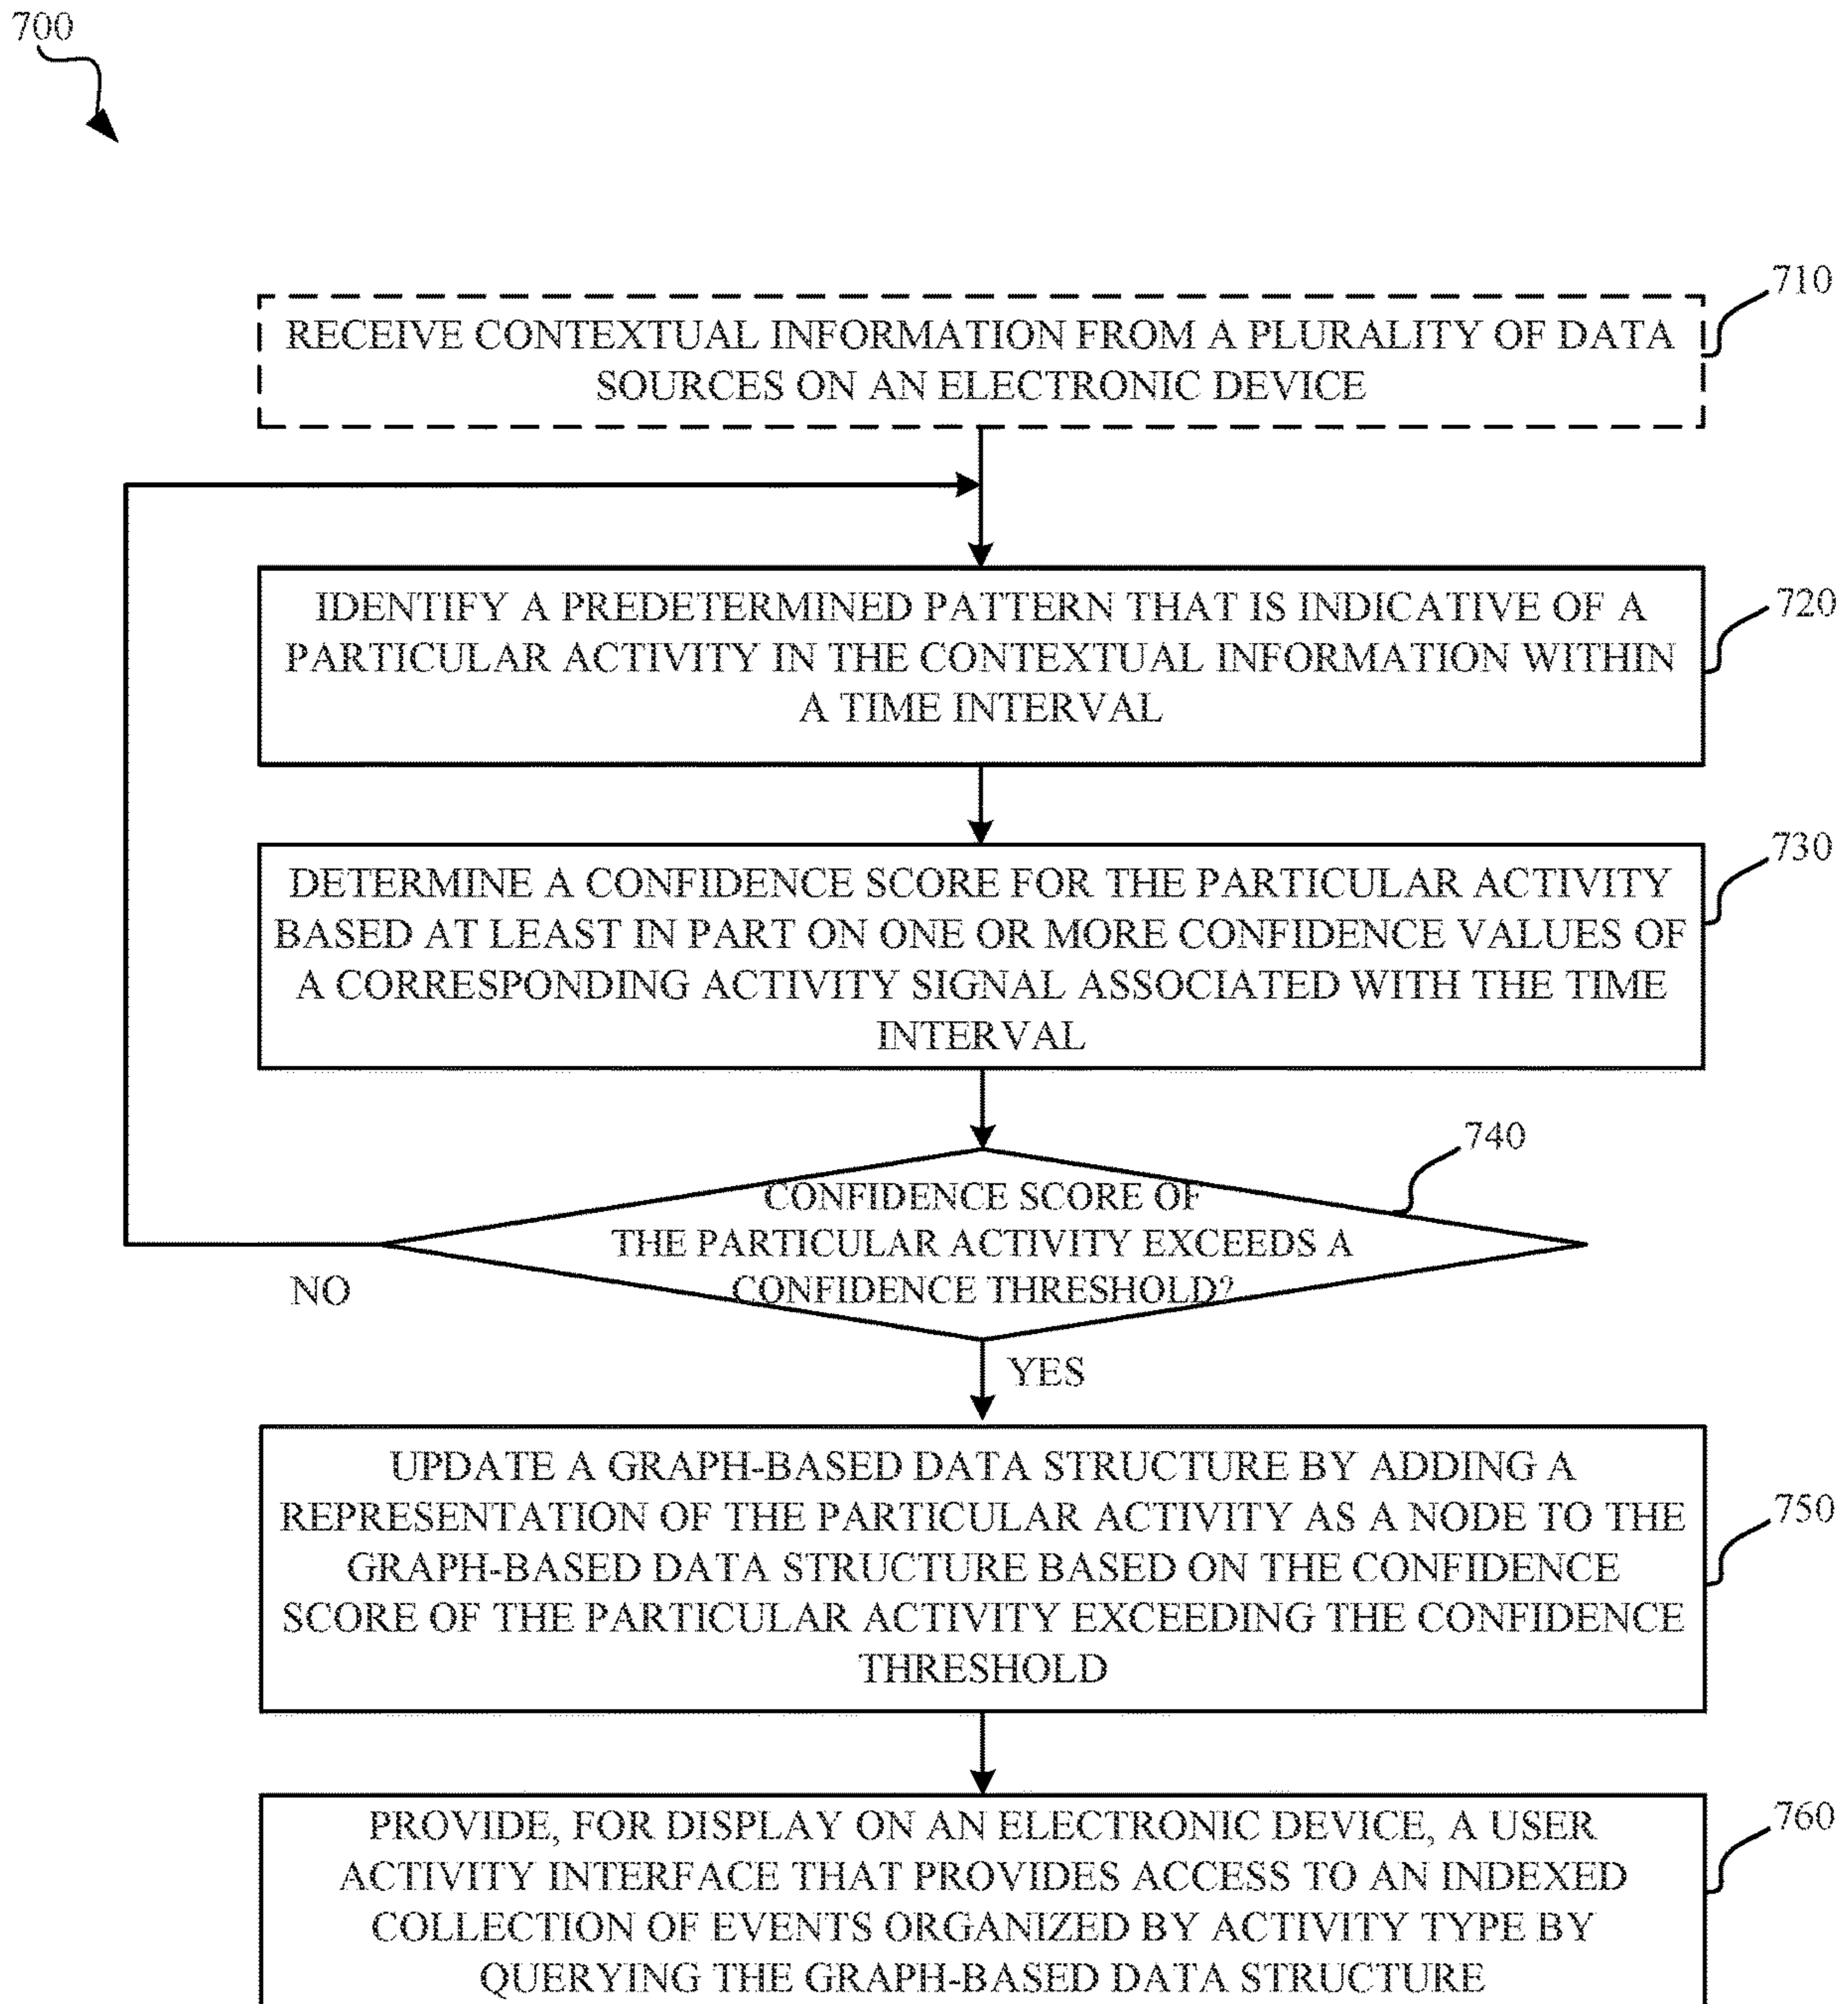 700
710
RECEIVE CONTEXTUAL INFORMATION FROM A PLURALITY OF DATA
SOURCES ON AN ELECTRONIC DEVICE
720
IDENTIFY A PREDETERMINED PATTERN THAT IS INDICATIVE OF A
PARTICULAR ACTIVITY IN THE CONTEXTUAL INFORMATION WITHIN
A TIME INTERVAL
730
DETERMINE A CONFIDENCE SCORE FOR THE PARTICULAR ACTIVITY
BASED AT LEAST IN PART ON ONE OR MORE CONFIDENCE VALUES OF
A CORRESPONDING ACTIVITY SIGNAL ASSOCIATED WITH THE TIME
INTERVAL
740
CONFIDENCE SCORE OF
THE PARTICULAR ACTIVITY EXCEEDS A
CONFIDENCE THRESHOLD?
NO
YES
750
UPDATE A GRAPH-BASED DATA STRUCTURE BY ADDING A
REPRESENTATION OF THE PARTICULAR ACTIVITY AS A NODE TO THE
GRAPH-BASED DATA STRUCTURE BASED ON THE CONFIDENCE
SCORE OF THE PARTICULAR ACTIVITY EXCEEDING THE CONFIDENCE
THRESHOLD
760
PROVIDE, FOR DISPLAY ON AN ELECTRONIC DEVICE, A USER
ACTIVITY INTERFACE THAT PROVIDES ACCESS TO AN INDEXED
COLLECTION OF EVENTS ORGANIZED BY ACTIVITY TYPE BY
QUERYING THE GRAPH-BASED DATA STRUCTURE